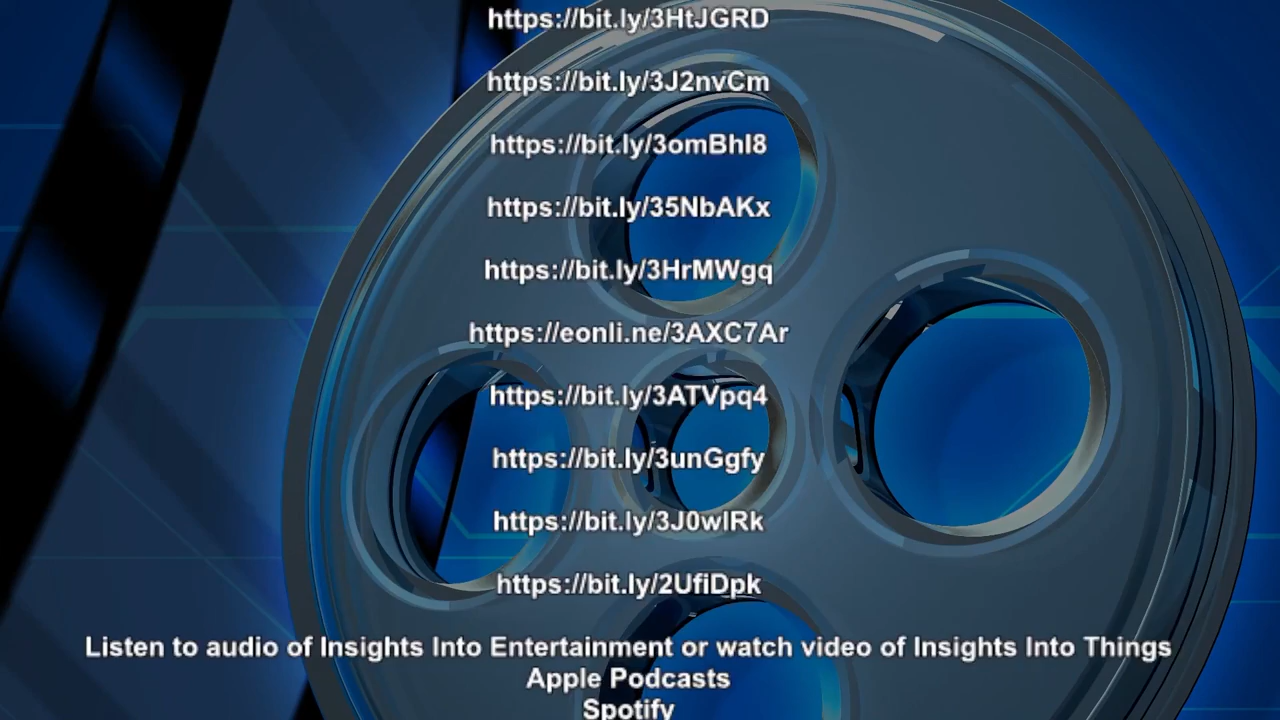 https://bit.ly/3HtJGRD
https://bit.ly/3J2nvCm
https://bit.ly/3omBhI8
https://bit.ly/35NbAKx
https://bit.ly/3HrMWgq
https://eonli.ne/3AXC7Ar
https://bit.ly/3ATVpq4
https://bit.ly/3unGgfy
https://bit.ly/3J0wIRk
https://bit.ly/2UfiDpk
Listen to audio of Insights Into Entertainment or watch video of Insights Into Things
Apple Podcasts
Spotify